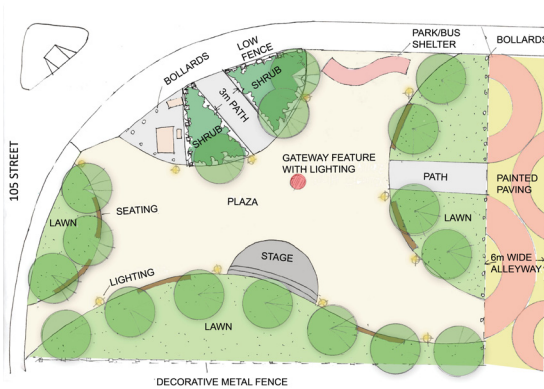 PARK/BUS
SHELTER
BOLLARDS
LOW
FENCE
BOLLARDS
SHRUB
3m PATH
SHRUB
GATEWAY FEATURE
WITH LIGHTING
105 STREET
PATH
PAINTED
PAVING
PLAZA
SEATING
LAWN
LAWN
6m WIDE
ALLEYWAY
STAGE
LIGHTING
LAWN
DECORATIVE METAL FENCE